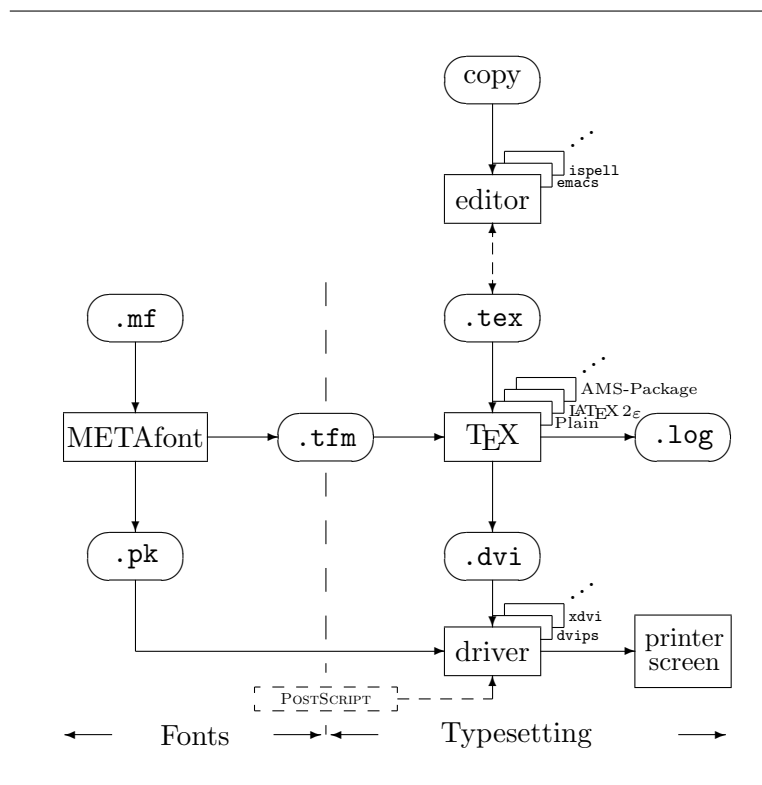 copy
ispell
emacs
editor
.mf
.tex
AMS-Package
LATEX 2ε
Plain
METAfont
.tfm
TEX
.log
.pk
.dvi
xdvi
dvips
driver
printer
screen
POSTSCRIPT
Fonts
Typesetting